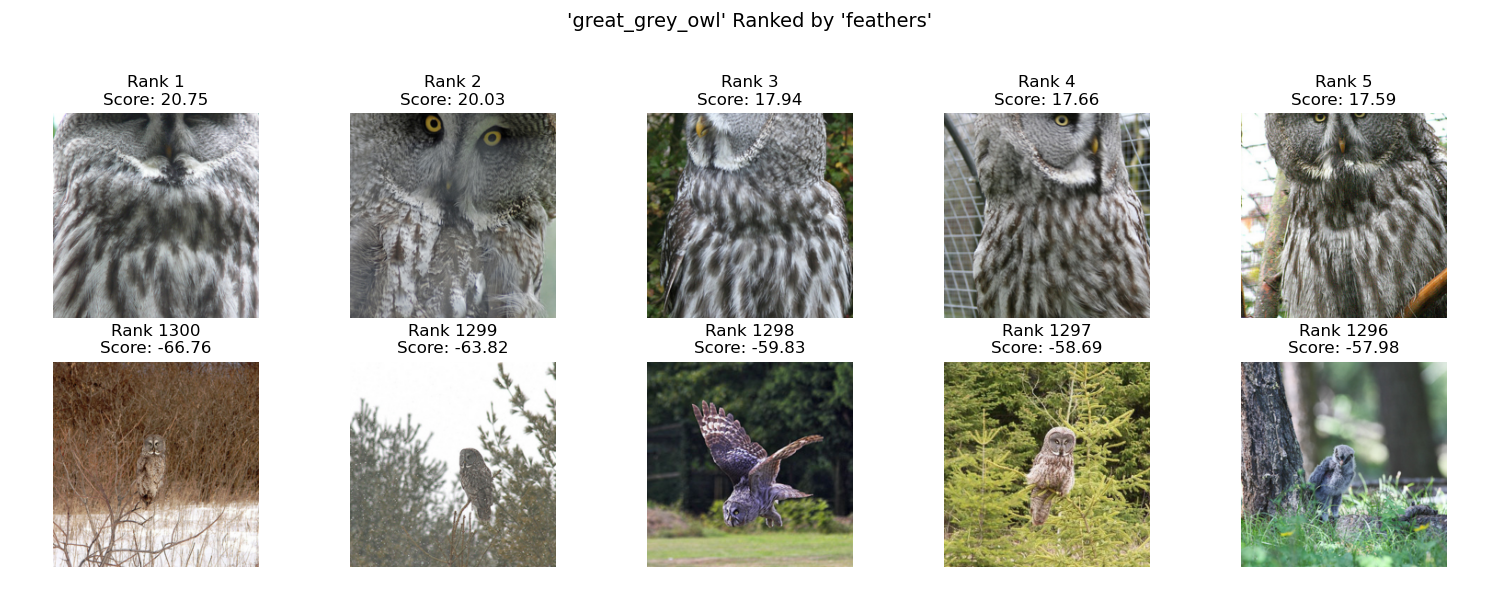 'great_grey_owl' Ranked by 'feathers'
Rank 1
Score: 20.75
Rank 2
Score: 20.03
Rank 3
Score: 17.94
Rank 4
Score: 17.66
Rank 5
Score: 17.59
Rank 1300
Score: -66.76
Rank 1299
Score: -63.82
Rank 1298
Score: -59.83
Rank 1297
Score: -58.69
Rank 1296
Score: -57.98